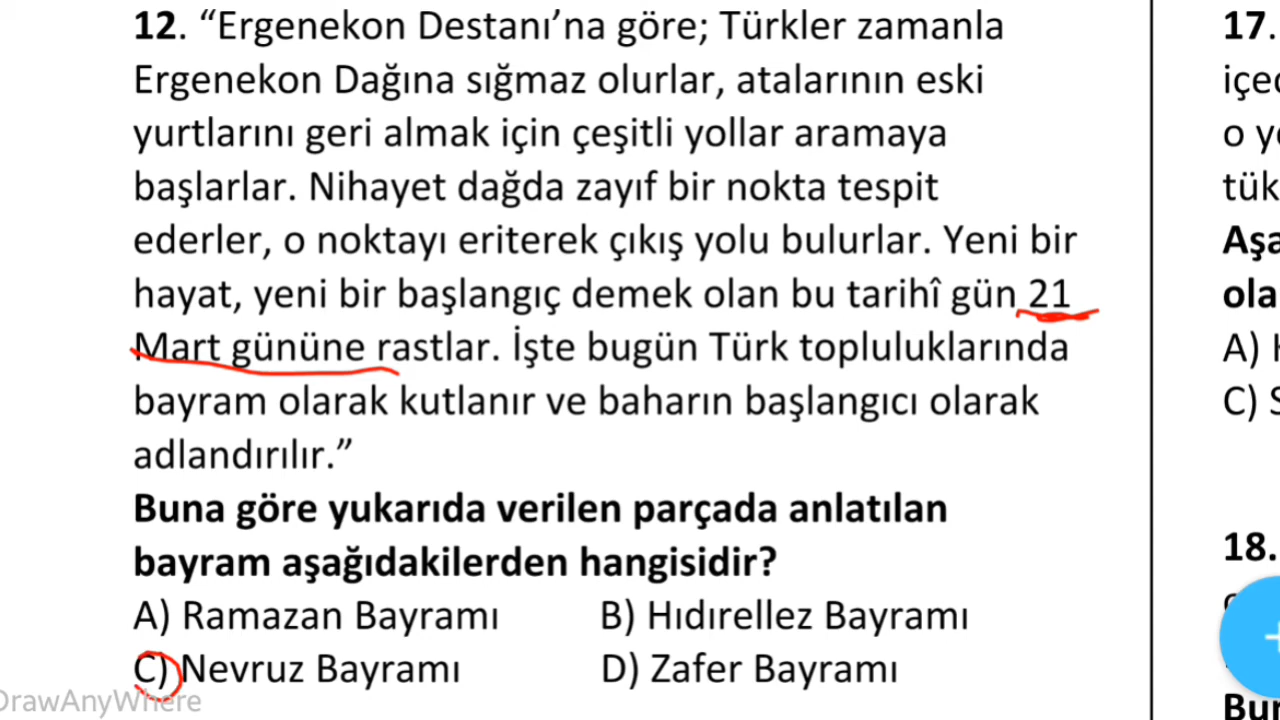 12. “Ergenekon Destanı’na göre; Türkler zamanla
Ergenekon Dağına sığmaz olurlar, atalarının eski
yurtlarını geri almak için çeşitli yollar aramaya
başlarlar. Nihayet dağda zayıf bir nokta tespit
ederler, o noktayı eriterek çıkış yolu bulurlar. Yeni bir
hayat, yeni bir başlangıç demek olan bu tarihî gün 21
Mart gününe rastlar. İşte bugün Türk topluluklarında
bayram olarak kutlanır ve baharın başlangıcı olarak
adlandırılır.”
Buna göre yukarıda verilen parçada anlatılan
bayram aşağıdakilerden hangisidir?
A) Ramazan Bayramı B) Hıdırellez Bayramı
C) Nevruz Bayramı D) Zafer Bayramı
DrawAnyWhere
17.
o
A)
C)
18.